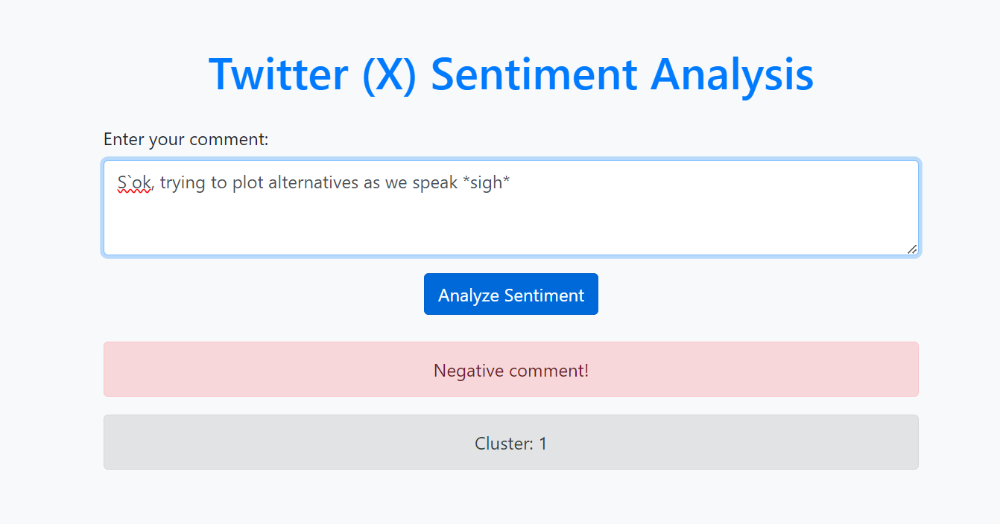 Twitter (X) Sentiment Analysis
Enter your comment:
S`ok, trying to plot alternatives as we speak *sigh*
Analyze Sentiment
Negative comment!
Cluster: 1